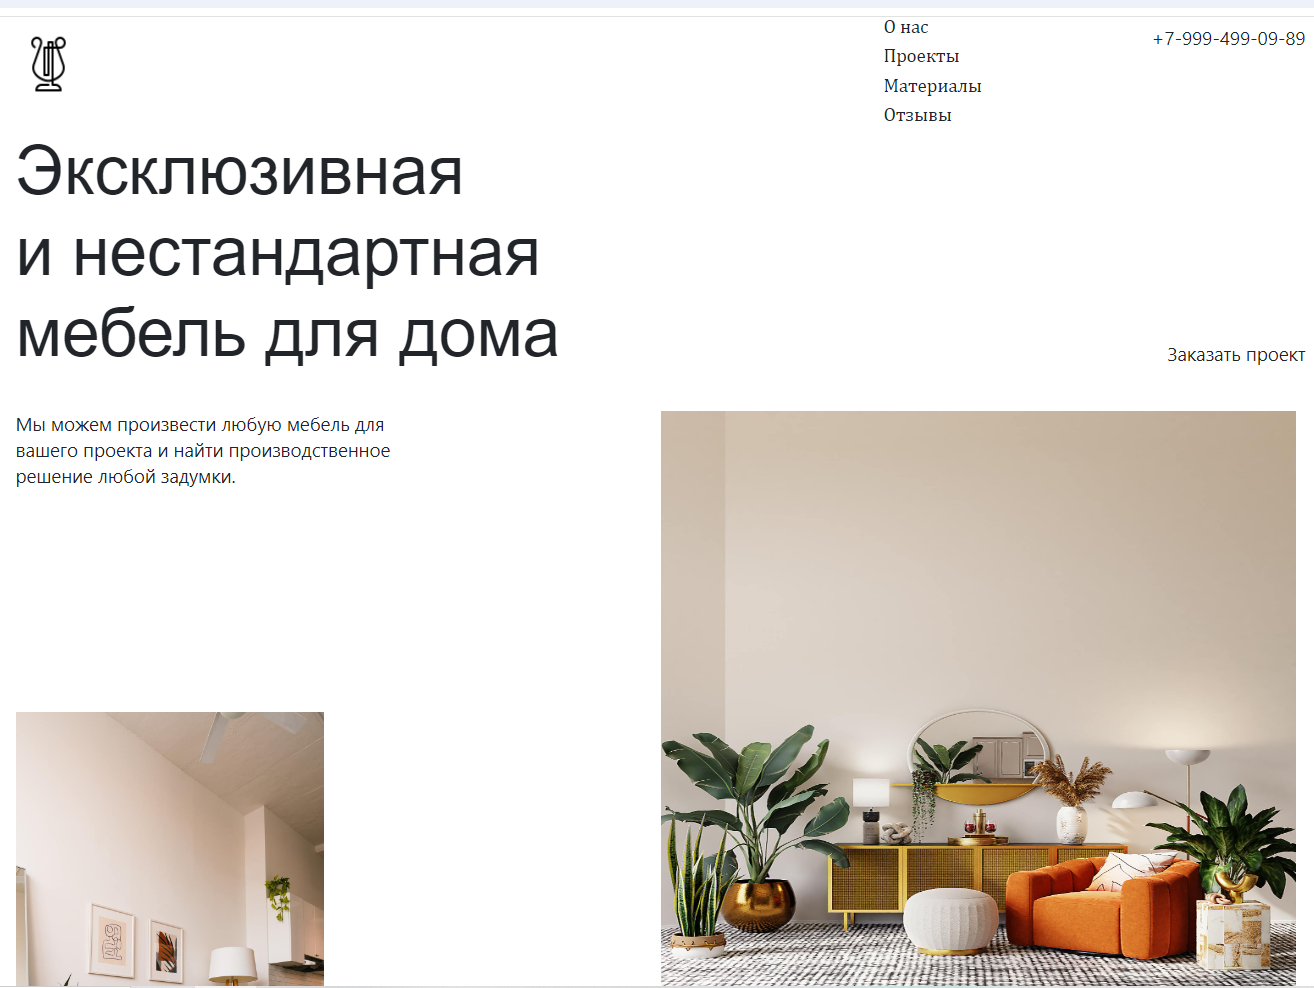 О нас
Проекты
Материалы
Отзывы
+7-999-499-09-89
Эксклюзивная
и нестандартная
мебель для дома
Заказать проект
Мы можем произвести любую мебель для
вашего проекта и найти производственное
решение любой задумки.